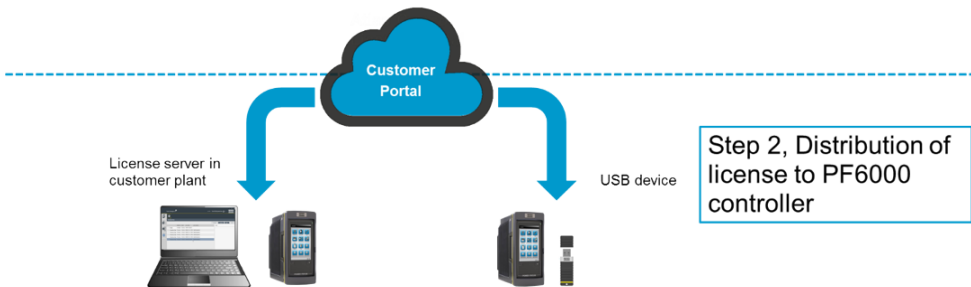 Customer
Portal
License server in
customer plant
USB device
Step 2, Distribution of
license to PF6000
controller